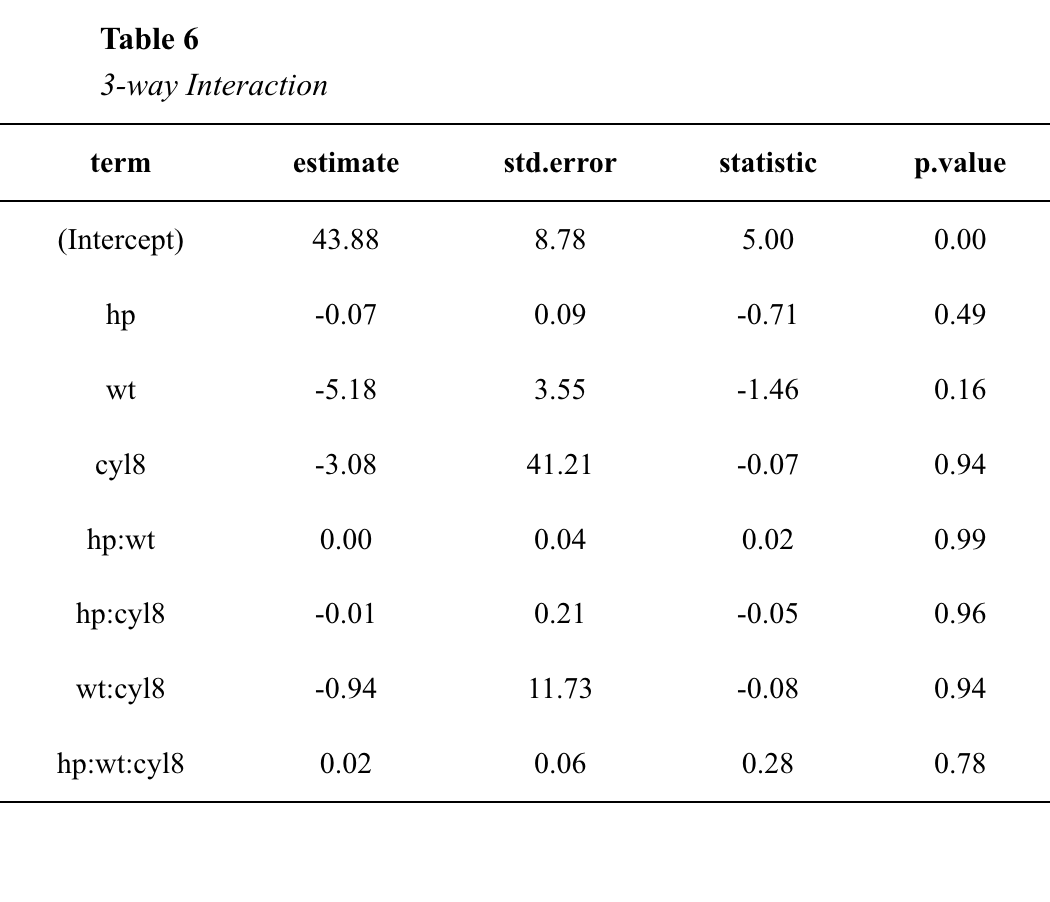 Table 6
3-way Interaction
term estimate std.error statistic p.value
(Intercept) 43.88 8.78 5.00 0.00
hp -0.07 0.09 -0.71 0.49
wt -5.18 3.55 -1.46 0.16
cyl8 -3.08 41.21 -0.07 0.94
hp:wt 0.00 0.04 0.02 0.99
hp:cyl8 -0.01 0.21 -0.05 0.96
wt:cyl8 -0.94 11.73 -0.08 0.94
hp:wt:cyl8 0.02 0.06 0.28 0.78